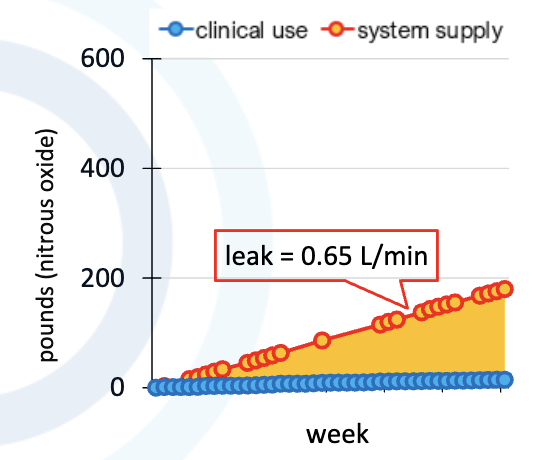 clinical use system supply
600
400
200
0
pounds (nitrous oxide)
leak = 0.65 L/min
week